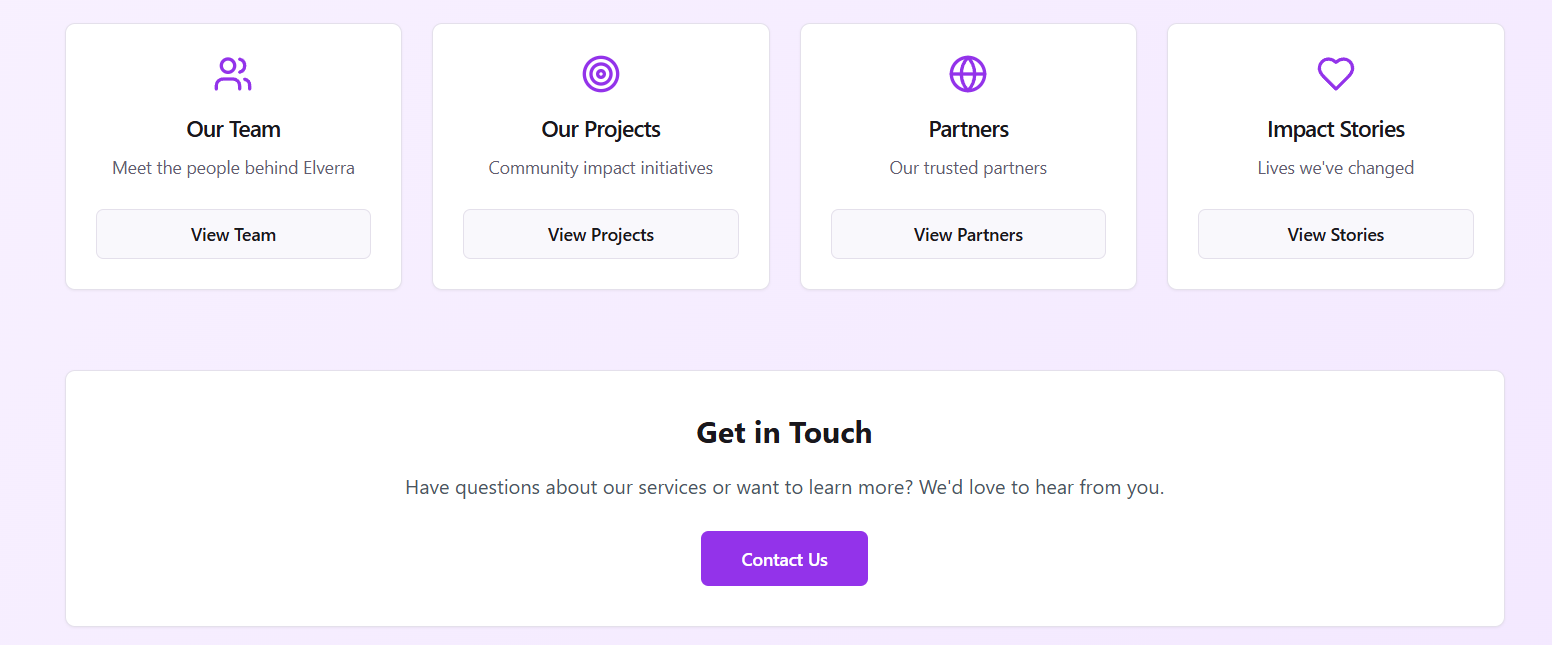 Our Team
Meet the people behind Elverra
View Team
Our Projects
Community impact initiatives
View Projects
Partners
Our trusted partners
View Partners
Impact Stories
Lives we've changed
View Stories
Get in Touch
Have questions about our services or want to learn more? We'd love to hear from you.
Contact Us